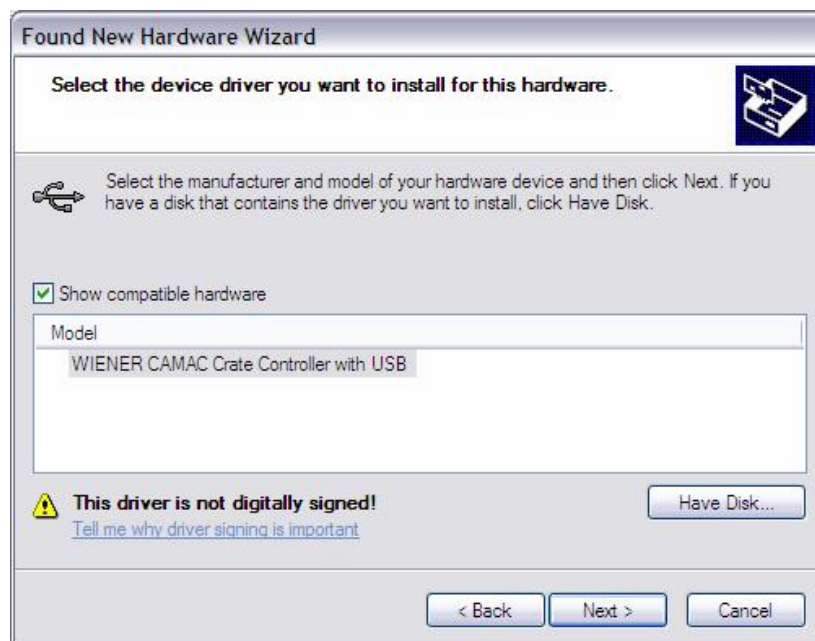 Found New Hardware Wizard
Select the device driver you want to install for this hardware.
Select the manufacturer and model of your hardware device and then click Next. If you
have a disk that contains the driver you want to install, click Have Disk.
Show compatible hardware
Model
WIENER CAMAC Crate Controller with USB
This driver is not digitally signed!
Have Disk...
Tell me why driver signing is important
< Back
Next >
Cancel